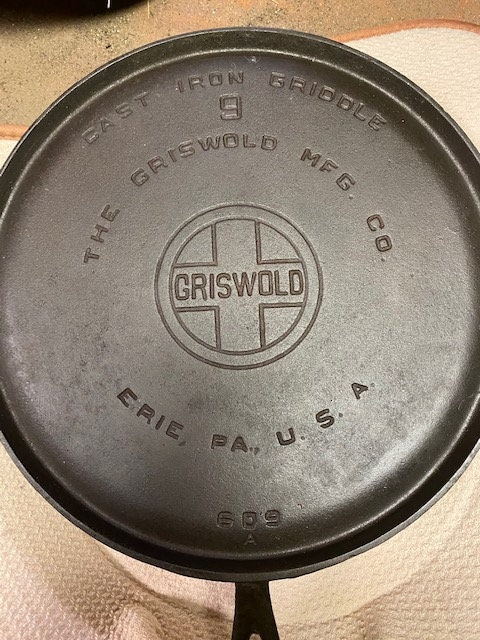 CAST IRON GRIDDLE
9
THE GRISWOLD MFG. CO.
GRISWOLD
ERIE, PA., U.S.A.
609
A